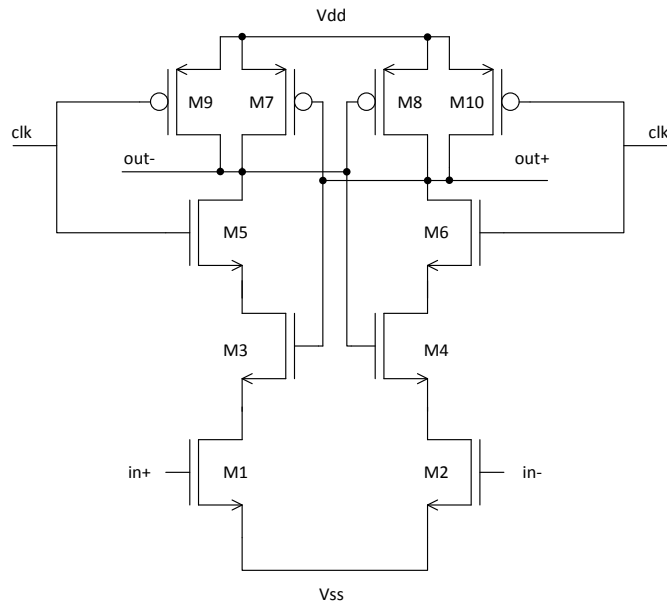 Vdd
M9 M7 M8 M10
clk clk
out- out+
M5 M6
M3 M4
in+ M1 M2 in-
Vss